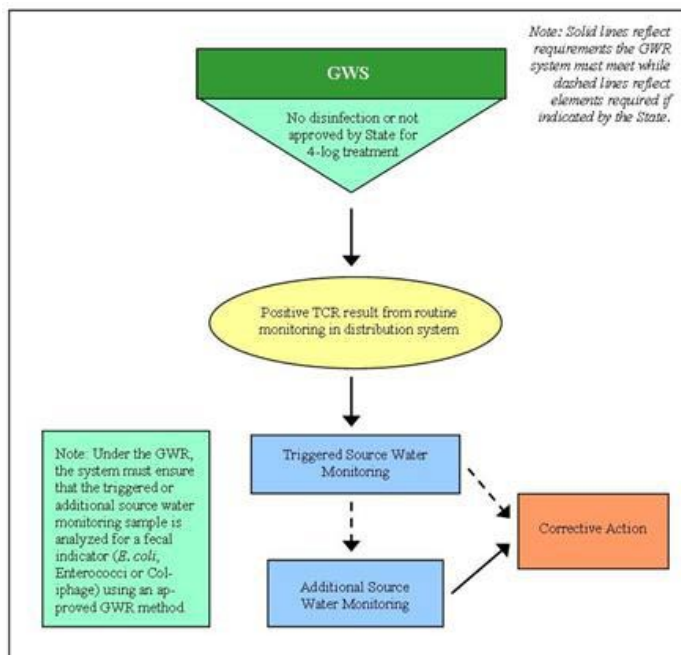 Note: Solid lines reflect
requirements the GWR
system must meet while
dashed lines reflect
elements required if
indicated by the State.
GWS
No disinfection or not
approved by State for
4-log treatment
Positive TCR result from routine
monitoring in distribution system
Triggered Source Water
Monitoring
Note: Under the GWR,
the system must ensure
that the triggered or
additional source water
monitoring sample is
analyzed for a fecal
indicator (E. coli,
Enterococci or Col-
iphage) using an ap-
proved GWR method
Corrective Action
Additional Source
Water Monitoring